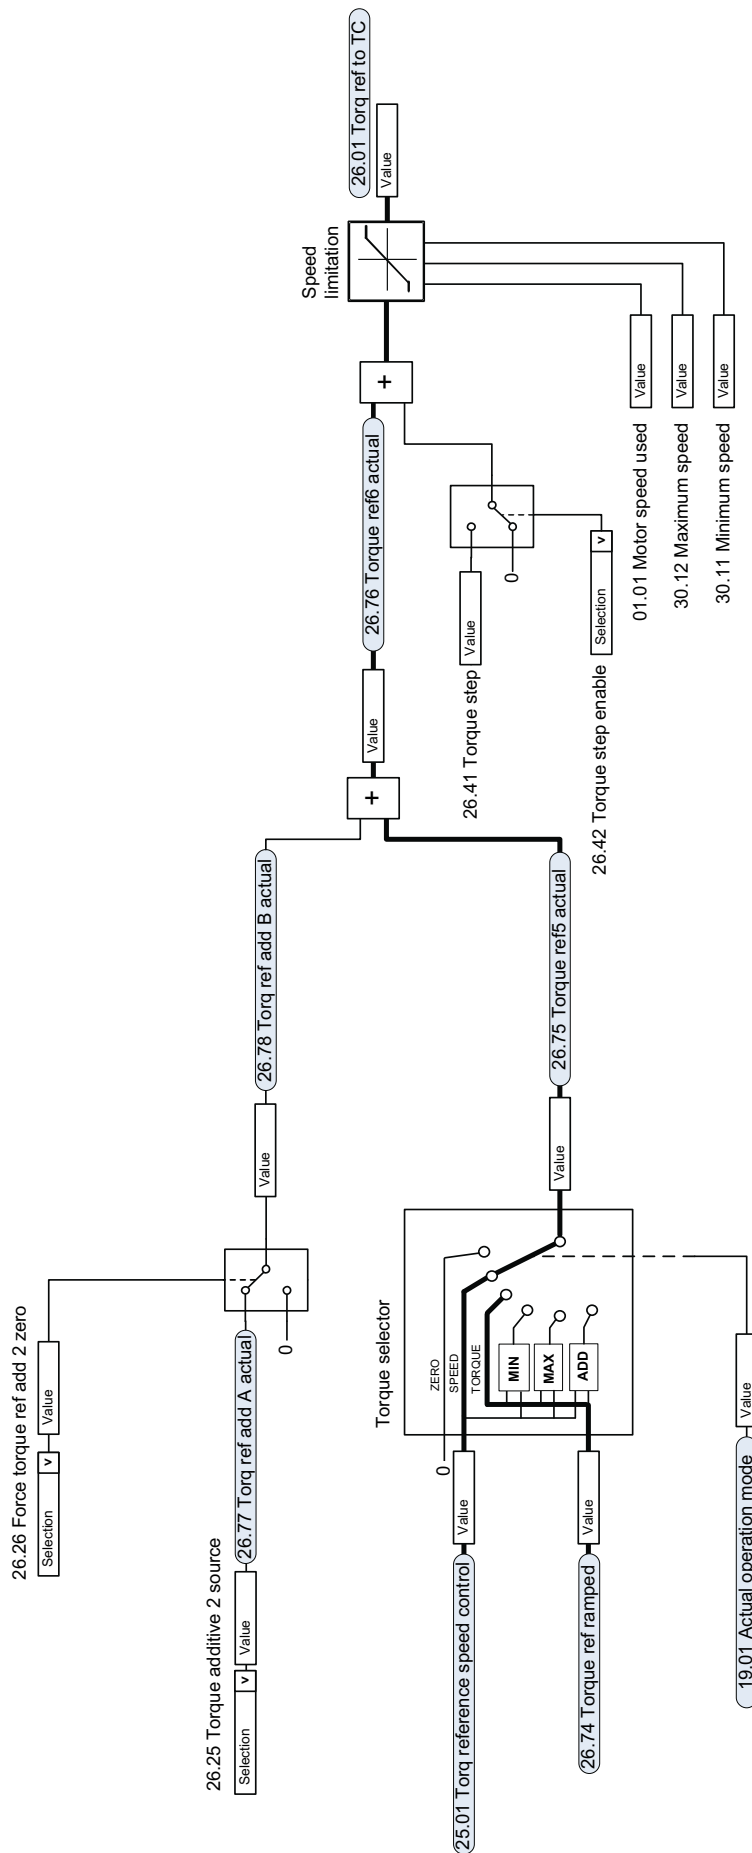 26.26 Force torque ref add 2 zero
Selection
v
Value
26.25 Torque additive 2 source
Selection
v
Value
26.77 Torq ref add A actual
0
Value
26.78 Torq ref add B actual
Torque selector
25.01 Torq reference speed control
Value
0
ZERO
SPEED
TORQUE
MIN
MAX
ADD
26.74 Torque ref ramped
Value
19.01 Actual operation mode
Value
Value
26.75 Torque ref5 actual
+
Value
26.76 Torque ref6 actual
26.41 Torque step
Value
0
26.42 Torque step enable
Selection
v
+
Speed
limitation
01.01 Motor speed used
Value
30.12 Maximum speed
Value
30.11 Minimum speed
Value
Value
26.01 Torq ref to TC